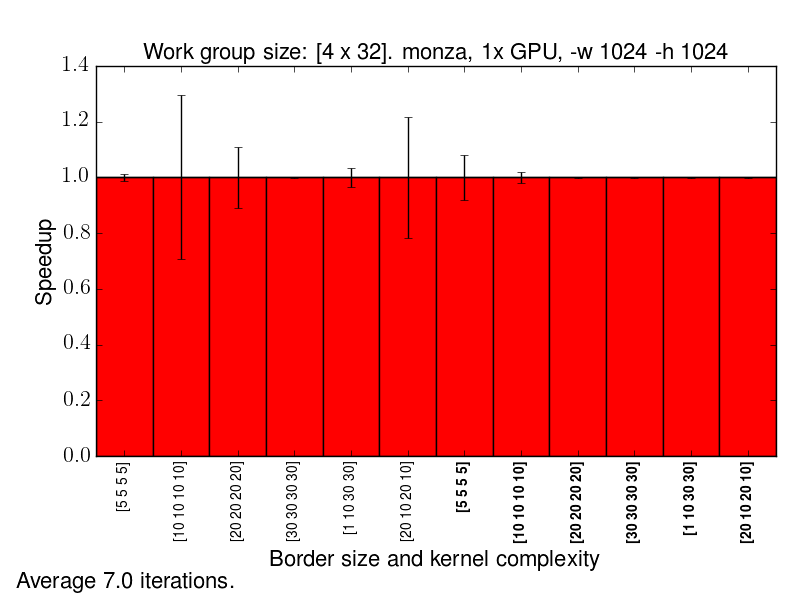 Work group size: [4 x 32]. monza, 1x GPU, -w 1024 -h 1024
1.4
1.2
1.0
0.8
0.6
0.4
0.2
0.0
Speedup
[5 5 5 5]
[10 10 10 10]
[20 20 20 20]
[30 30 30 30]
[1 10 30 30]
[20 10 20 10]
[5 5 5 5]
[10 10 10 10]
[20 20 20 20]
[30 30 30 30]
[1 10 30 30]
[20 10 20 10]
Border size and kernel complexity
Average 7.0 iterations.